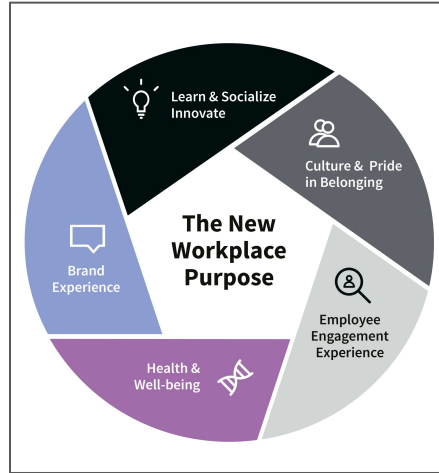 Learn & Socialize
Innovate
Culture & Pride
in Belonging
The New
Workplace
Purpose
Brand
Experience
Employee
Engagement
Experience
Health &
Well-being